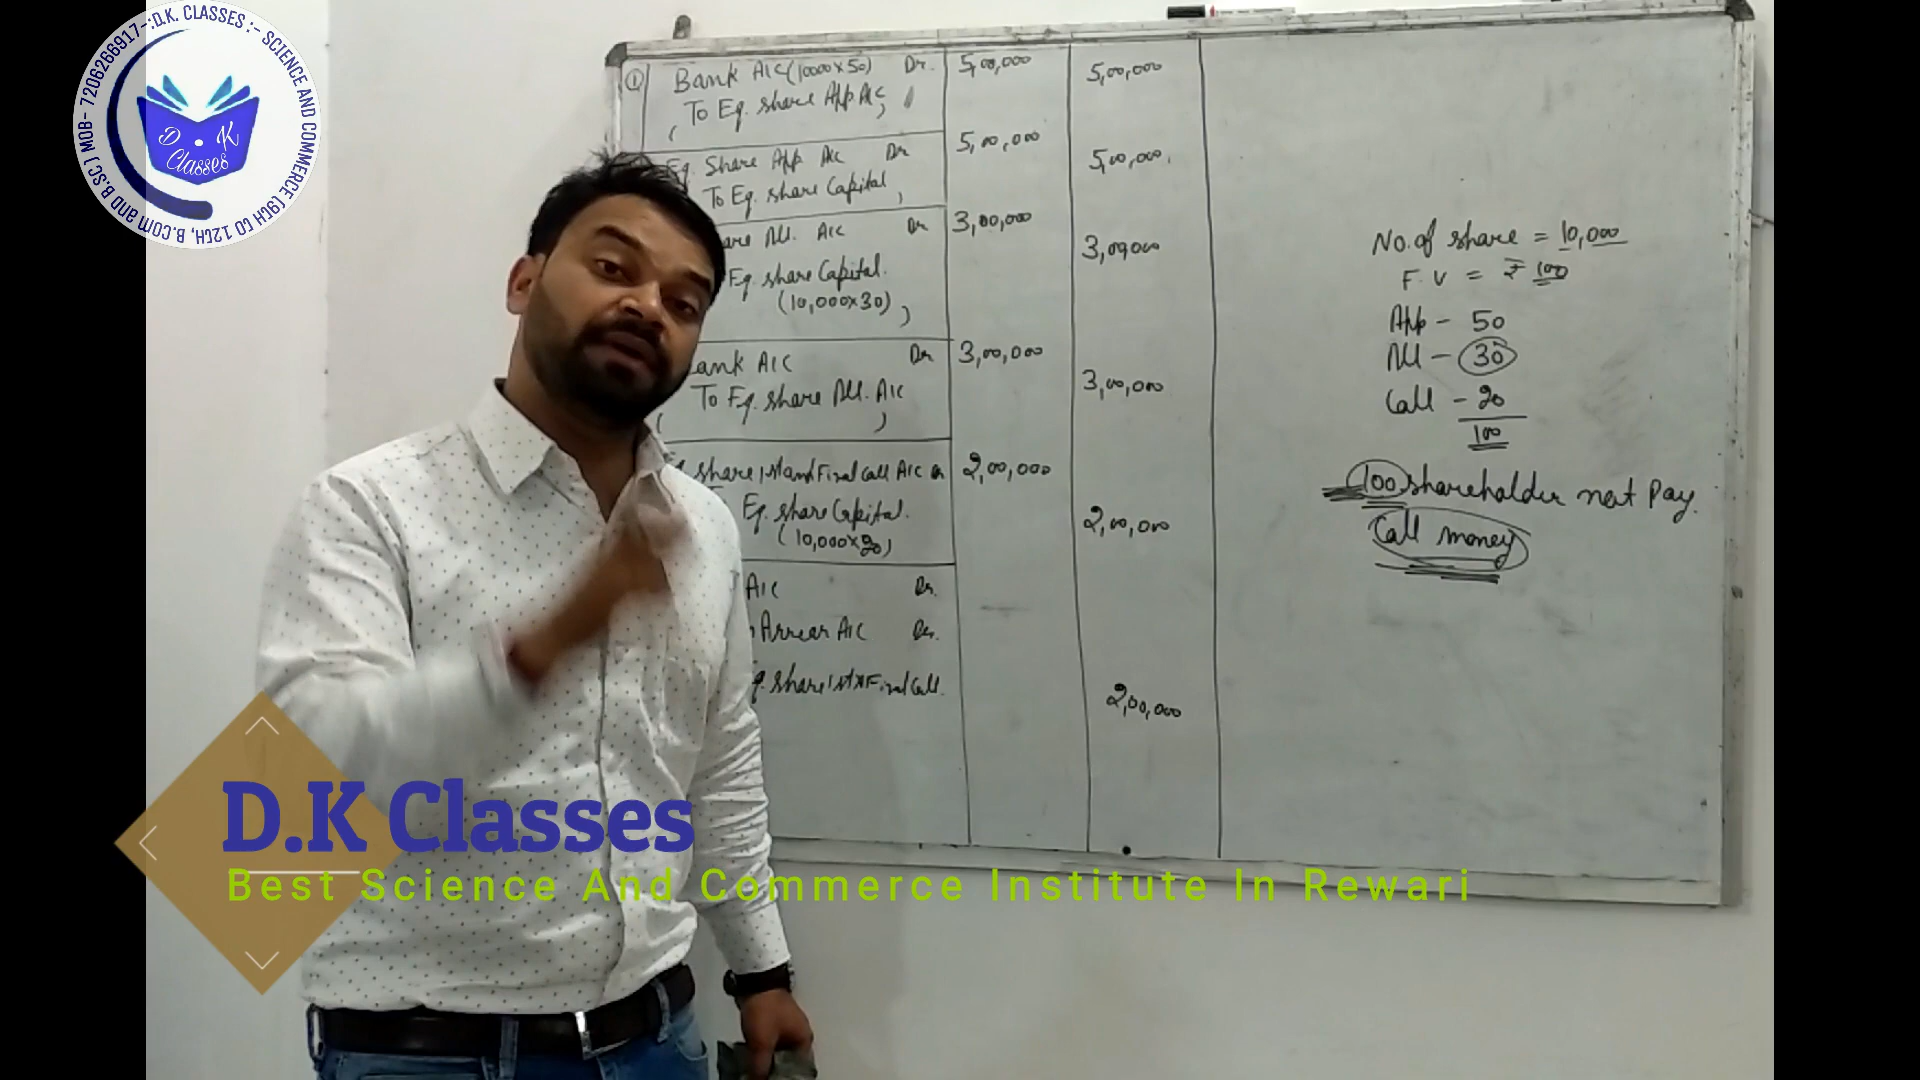 :D.K. CLASSES :- SCIENCE AND COMMERCE (9th to 12th, B.com and B.SC.) MOB- 7206266917-
D.K
Classes
① Bank A/C (10000×50) Dr. 5,00,000
To Eq. share App A/c, 5,00,000
Eq. Share App A/c Dr 5,00,000
To Eq. share Capital, 5,00,000.
are All. A/C Dr 3,00,000
Eq. share Capital. 3,00,000
(10,000×30)
ank A/C Dr 3,00,000
To Eq. share All. A/C 3,00,000
share 1st and Final Call A/C Dr 2,00,000
Eq. share Capital. 2,00,000
(10,000×20)
A/C Dr.
Arrear A/C Dr.
q. share 1st & Final Call. 2,00,000
No. of share = 10,000
F.V = ₹ 100
App - 50
All - 30
Call - 20
100
100 shareholder not Pay.
Call money
D.K Classes
Best Science And Commerce Institute In Rewari